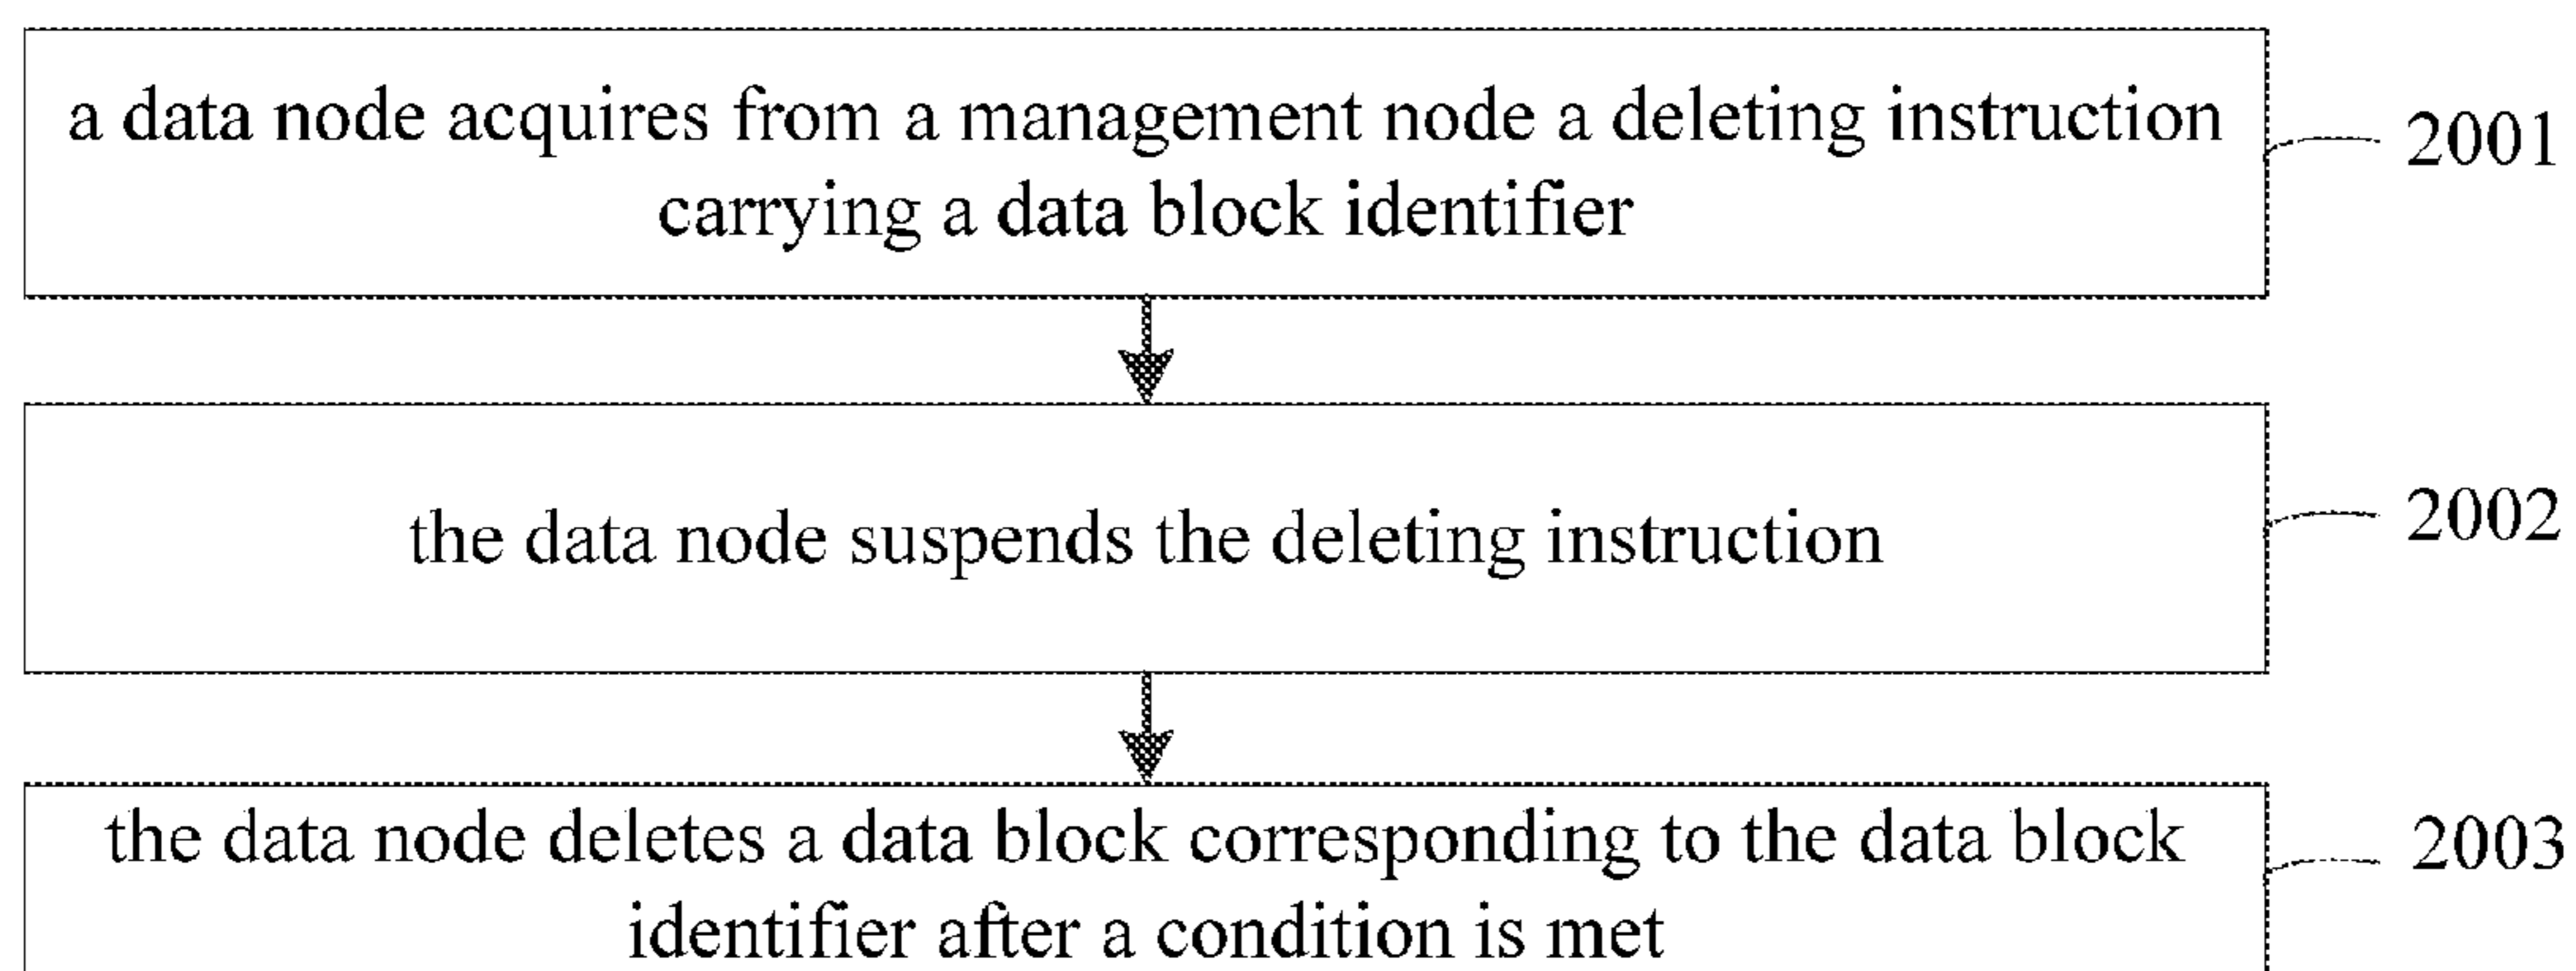 a data node acquires from a management node a deleting instruction
carrying a data block identifier
2001
the data node suspends the deleting instruction
2002
the data node deletes a data block corresponding to the data block
identifier after a condition is met
2003